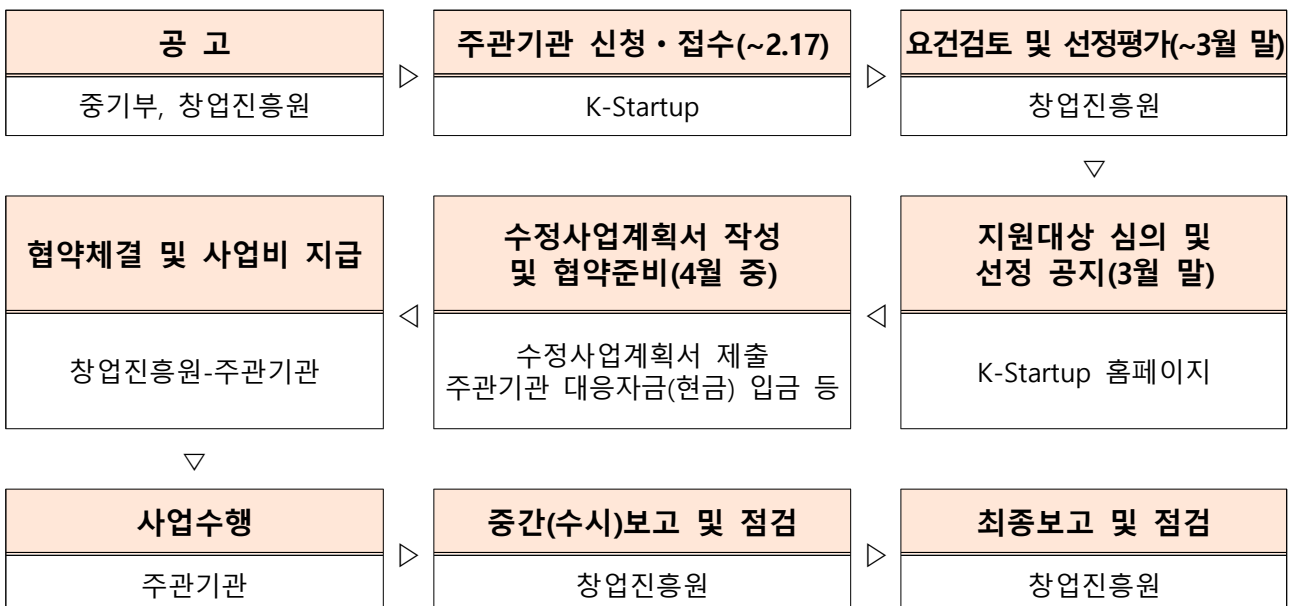 공 고
중기부, 창업진흥원
▷
주관기관 신청・접수(~2.17)
K-Startup
▷
요건검토 및 선정평가(~3월 말)
창업진흥원
▽
지원대상 심의 및
선정 공지(3월 말)
K-Startup 홈페이지
◁
수정사업계획서 작성
및 협약준비(4월 중)
수정사업계획서 제출
주관기관 대응자금(현금) 입금 등
◁
협약체결 및 사업비 지급
창업진흥원-주관기관
▽
사업수행
주관기관
▷
중간(수시)보고 및 점검
창업진흥원
▷
최종보고 및 점검
창업진흥원